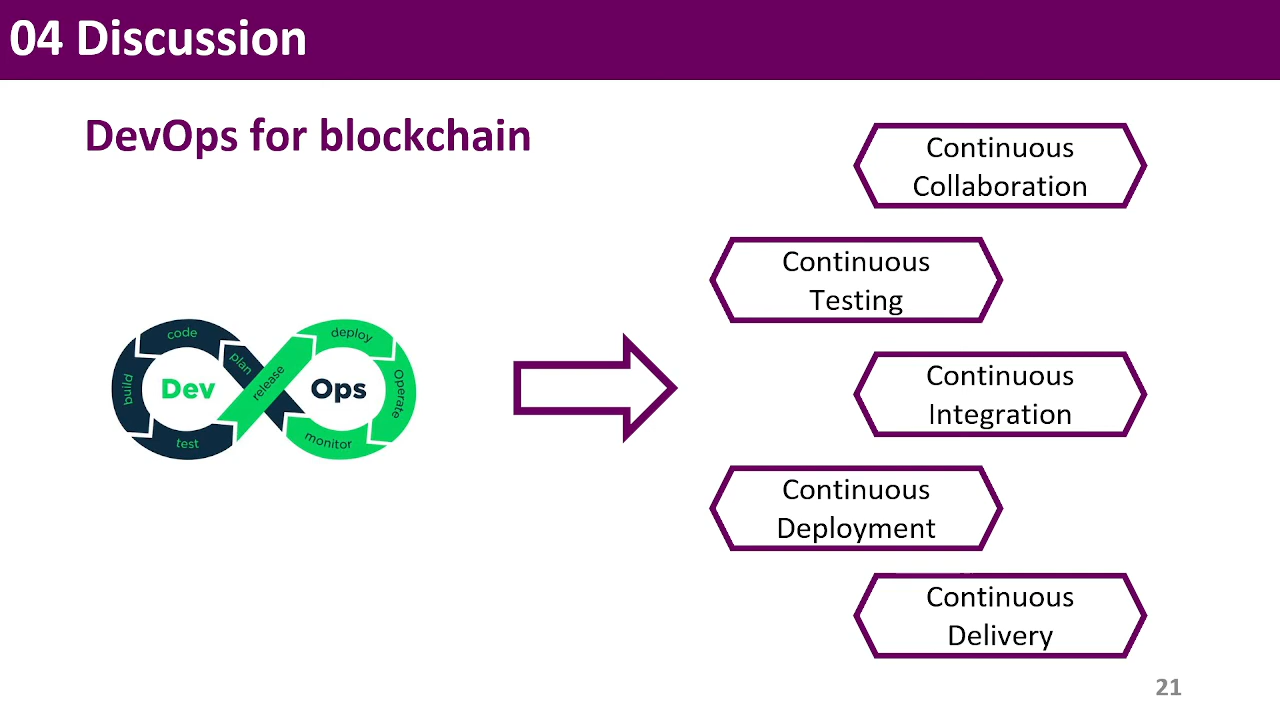 04 Discussion
DevOps for blockchain
Continuous
Collaboration
Continuous
Testing
Continuous
Integration
Continuous
Deployment
Continuous
Delivery
code
plan
build
test
Dev
release
deploy
Operate
monitor
Ops
21